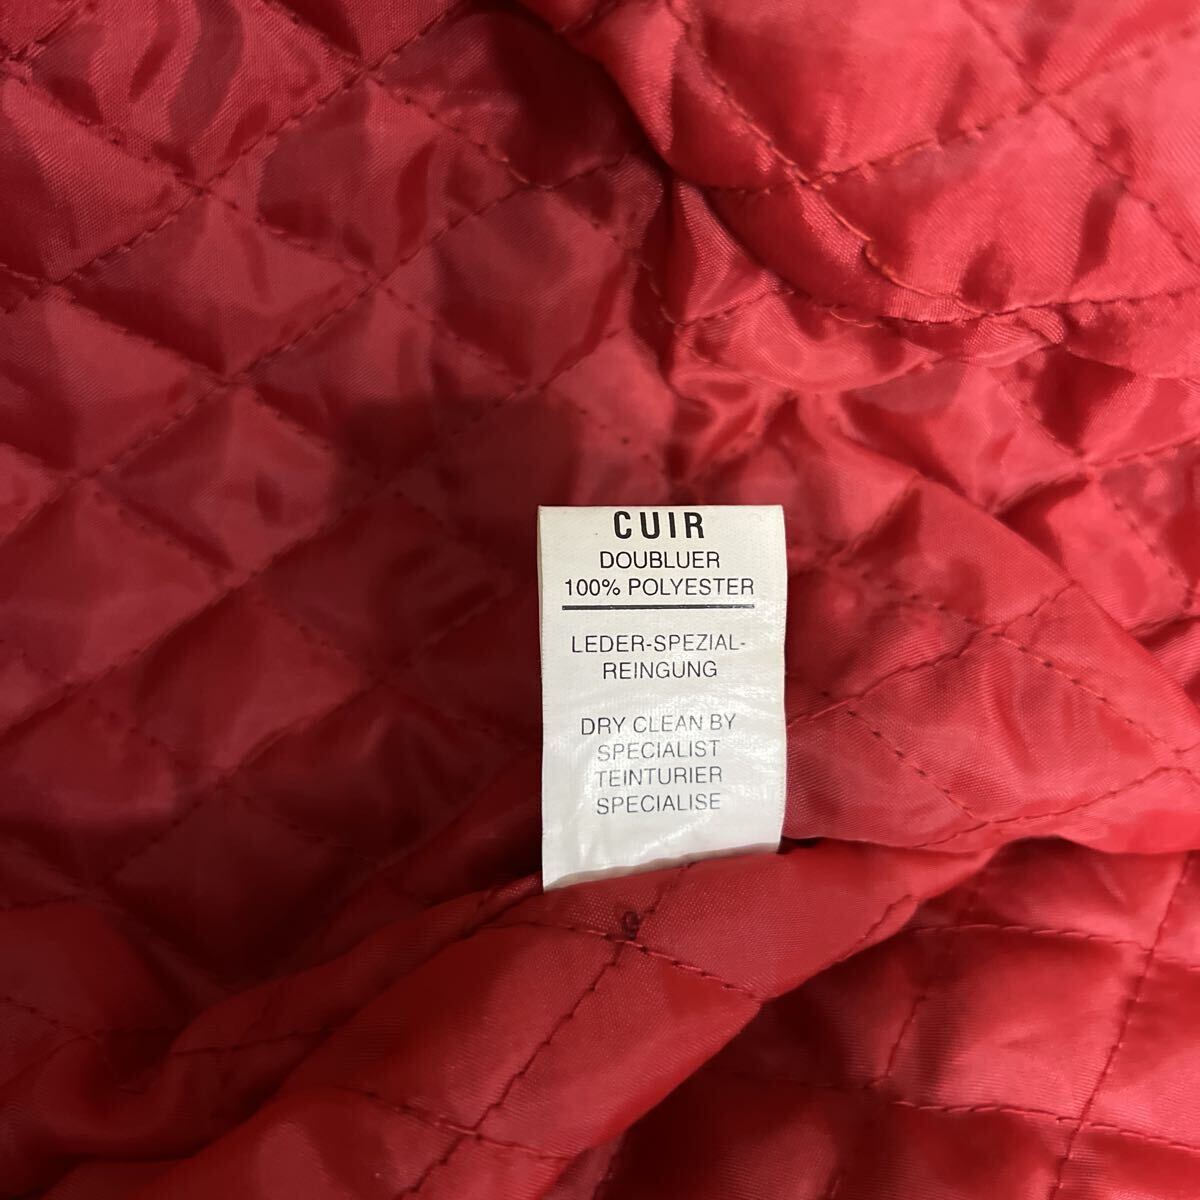 CUIR
DOUBLUER
100% POLYESTER
LEDER-SPEZIAL-
REINGUNG
DRY CLEAN BY
SPECIALIST
TEINTURIER
SPECIALISE